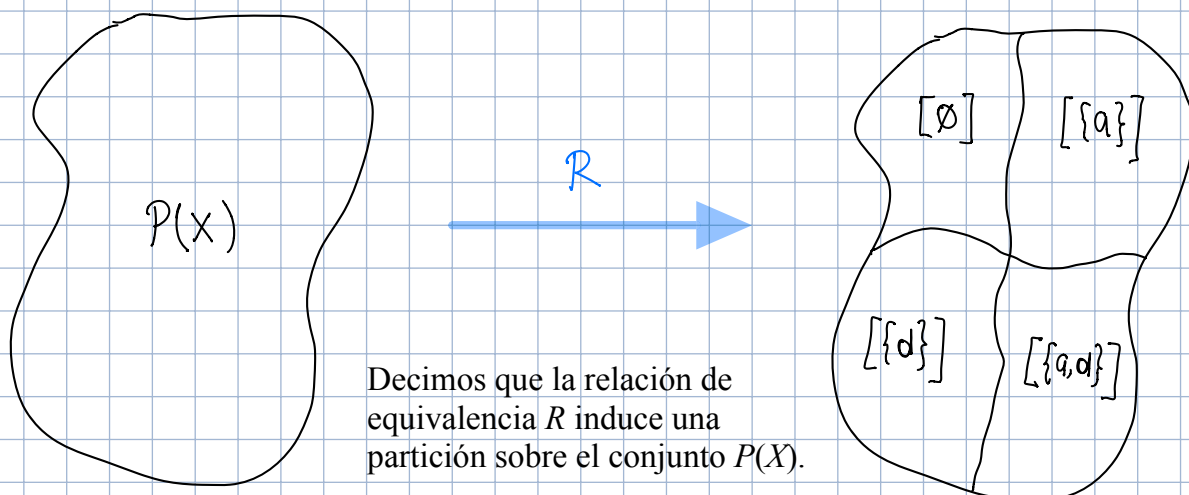 P(X)
R
[∅] [{a}]
[{d}] [{a,d}]
Decimos que la relación de
equivalencia R induce una
partición sobre el conjunto P(X).